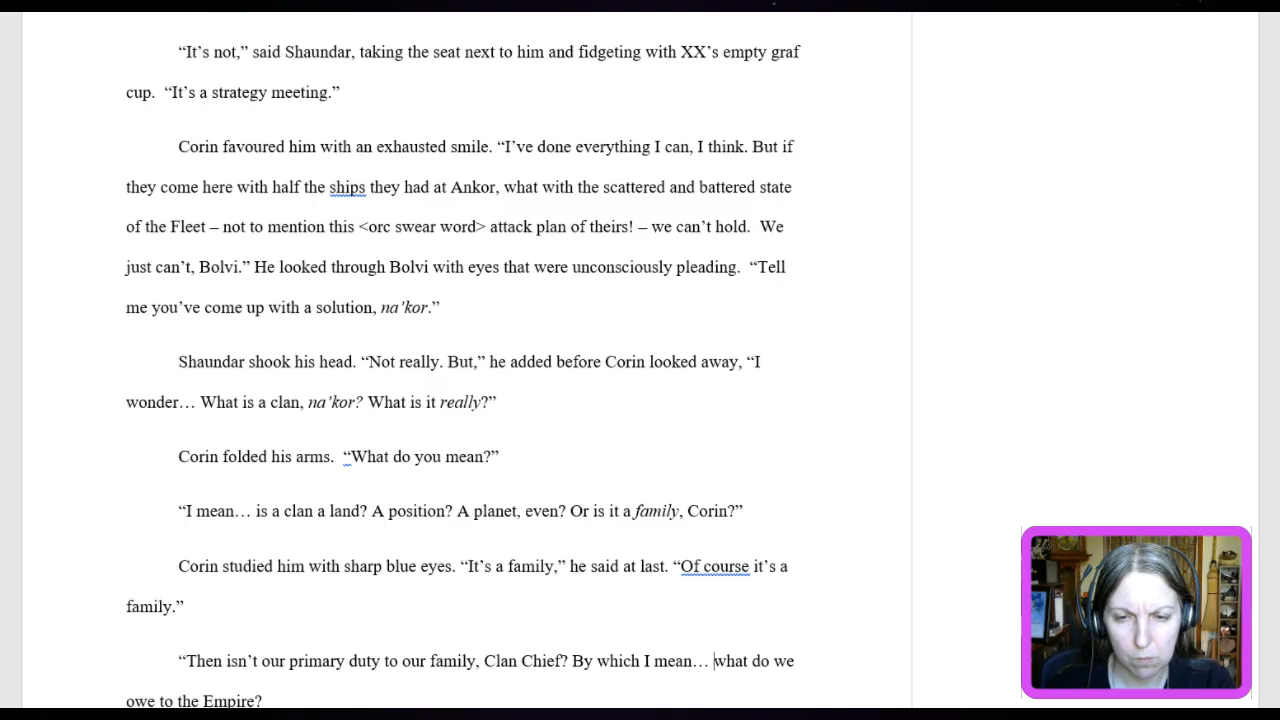 “It’s not,” said Shaundar, taking the seat next to him and fidgeting with XX’s empty graf
cup.  “It’s a strategy meeting.”
Corin favoured him with an exhausted smile. “I’ve done everything I can, I think. But if
they come here with half the ships they had at Ankor, what with the scattered and battered state
of the Fleet – not to mention this <orc swear word> attack plan of theirs! – we can’t hold.  We
just can’t, Bolvi.” He looked through Bolvi with eyes that were unconsciously pleading.  “Tell
me you’ve come up with a solution, na’kor.”
Shaundar shook his head. “Not really. But,” he added before Corin looked away, “I
wonder… What is a clan, na’kor? What is it really?”
Corin folded his arms.  “What do you mean?”
“I mean… is a clan a land? A position? A planet, even? Or is it a family, Corin?”
Corin studied him with sharp blue eyes. “It’s a family,” he said at last. “Of course it’s a
family.”
“Then isn’t our primary duty to our family, Clan Chief? By which I mean… what do we
owe to the Empire?